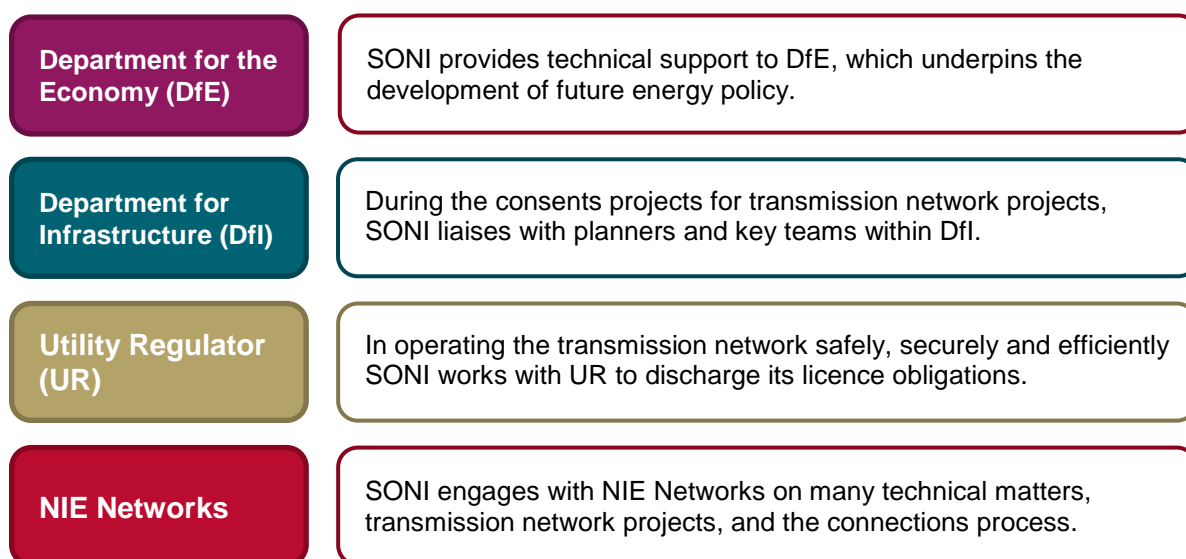 Department for the
Economy (DfE)
SONI provides technical support to DfE, which underpins the
development of future energy policy.
Department for
Infrastructure (DfI)
During the consents projects for transmission network projects,
SONI liaises with planners and key teams within DfI.
Utility Regulator
(UR)
In operating the transmission network safely, securely and efficiently
SONI works with UR to discharge its licence obligations.
NIE Networks
SONI engages with NIE Networks on many technical matters,
transmission network projects, and the connections process.